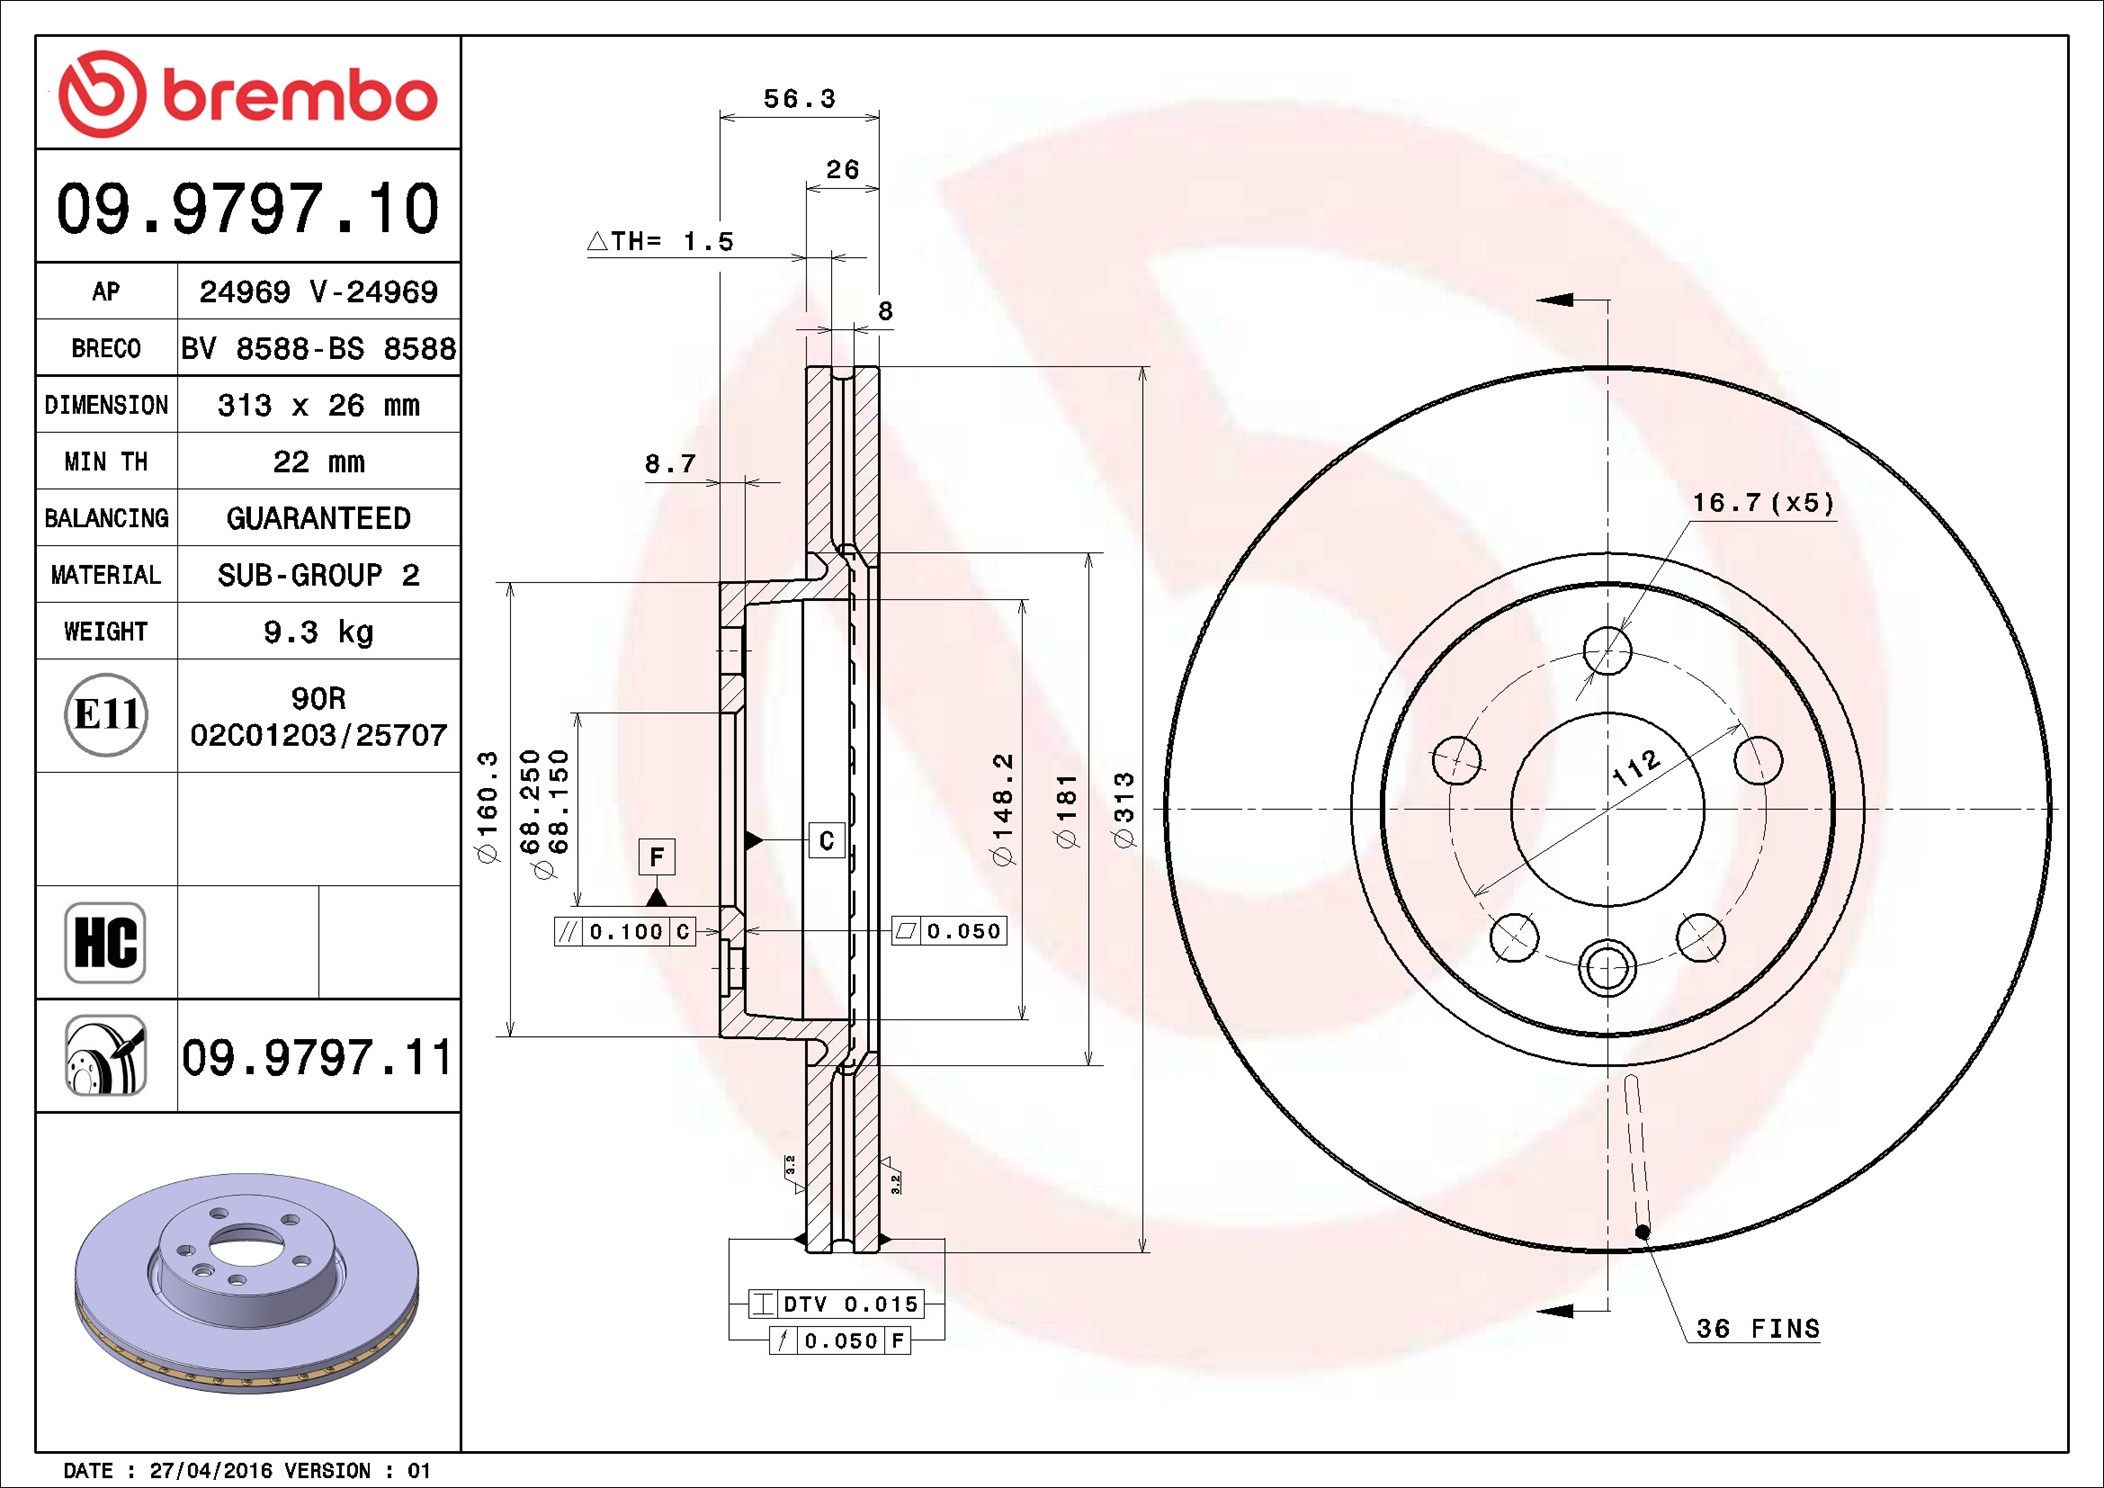 brembo
09.9797.10
AP 24969 V-24969
BRECO BV 8588-BS 8588
DIMENSION 313 x 26 mm
MIN TH 22 mm
BALANCING GUARANTEED
MATERIAL SUB-GROUP 2
WEIGHT 9.3 kg
E11 90R
02C01203/25707
HC
09.9797.11
DATE : 27/04/2016 VERSION : 01
56.3
26
△TH= 1.5
8
8.7
Ø160.3
Ø68.250
68.150
F
C
Ø148.2
Ø181
Ø313
// 0.100 C
⏥ 0.050
3.2
3.2
DTV 0.015
↗ 0.050 F
16.7(x5)
112
36 FINS